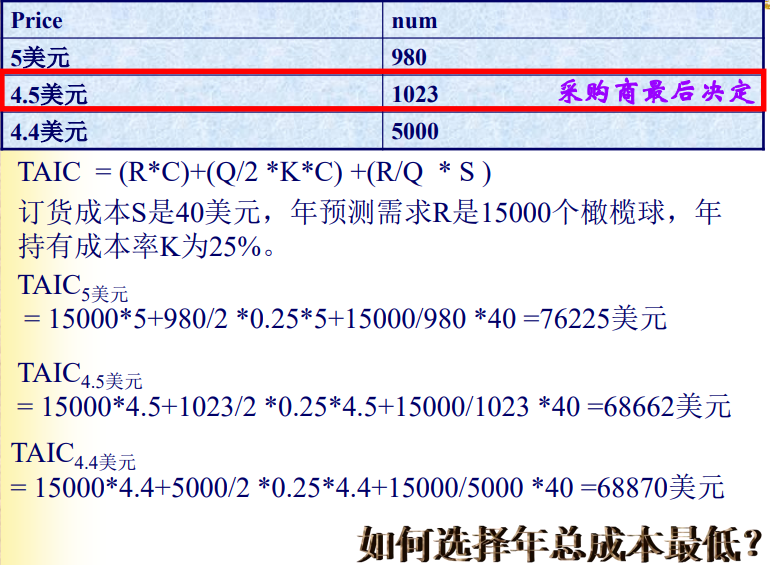 Price num
5美元 980
4.5美元 1023 采购商最后决定
4.4美元 5000
TAIC = (R*C)+(Q/2 *K*C) +(R/Q * S )
订货成本S是40美元，年预测需求R是15000个橄榄球，年
持有成本率K为25%。
TAIC5美元
= 15000*5+980/2 *0.25*5+15000/980 *40 =76225美元
TAIC4.5美元
= 15000*4.5+1023/2 *0.25*4.5+15000/1023 *40 =68662美元
TAIC4.4美元
= 15000*4.4+5000/2 *0.25*4.4+15000/5000 *40 =68870美元
如何选择年总成本最低？